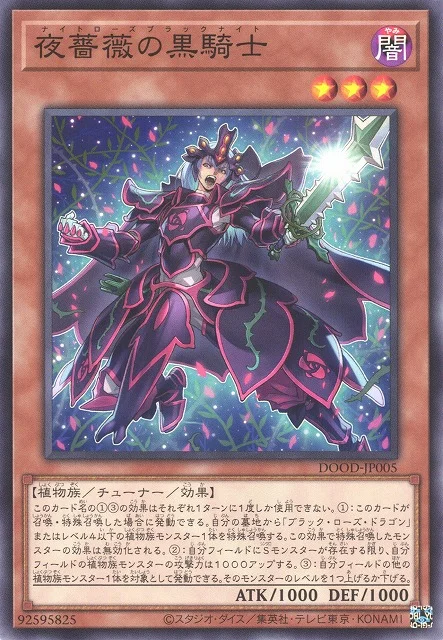 ナイトローズブラックナイト
夜薔薇の黒騎士
やみ
闇
DOOD-JP005
【植物族／チューナー／効果】
このカード名の①③の効果はそれぞれ１ターンに１度しか使用できない。①：このカードが
召喚・特殊召喚した場合に発動できる。自分の墓地から「ブラック・ローズ・ドラゴン」
またはレベル４以下の植物族モンスター１体を特殊召喚する。この効果で特殊召喚したモン
スターの効果は無効化される。②：自分フィールドにＳモンスターが存在する限り、自分
フィールドの植物族モンスターの攻撃力は１０００アップする。③：自分フィールドの他の
植物族モンスター１体を対象として発動できる。そのモンスターのレベルを１つ上げるか下げる。
ATK/1000 DEF/1000
92595825
©スタジオ・ダイス／集英社・テレビ東京・KONAMI